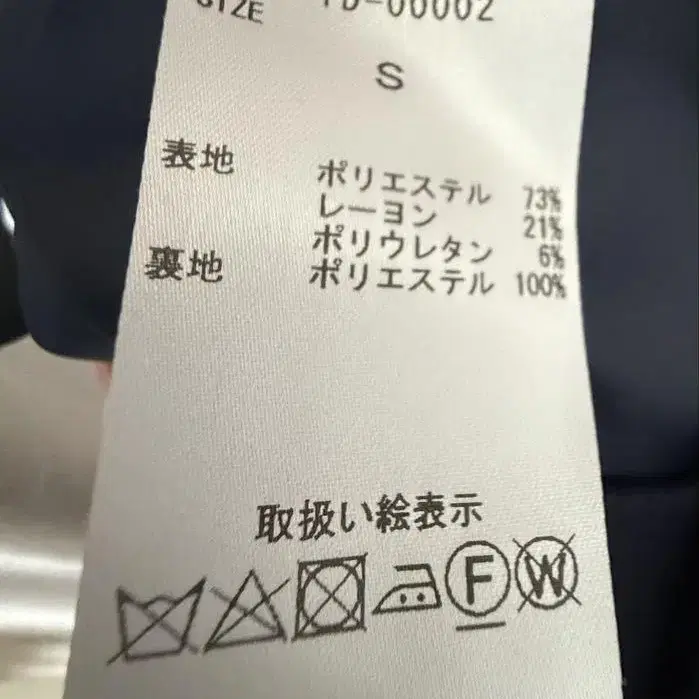 SIZE
S
表地 ポリエステル 73%
レーヨン 21%
ポリウレタン 6%
裏地 ポリエステル 100%
取扱い絵表示
F W